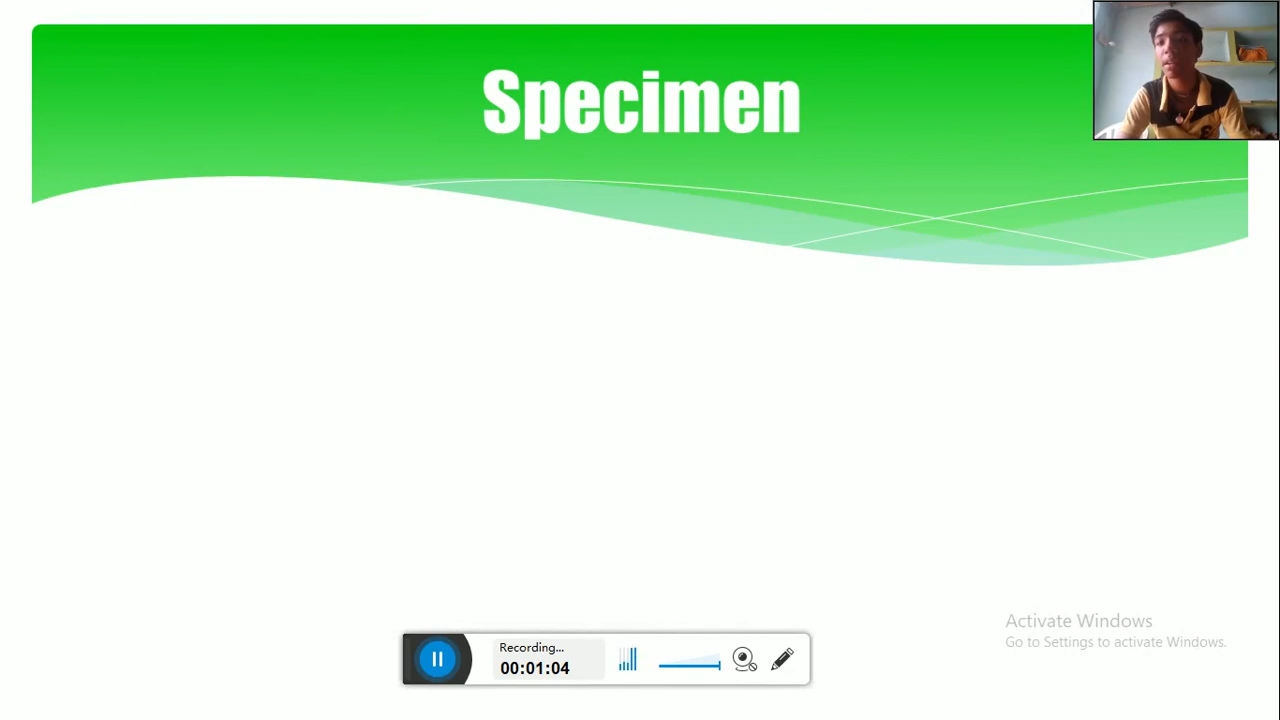 Specimen
Activate Windows
Go to Settings to activate Windows.
Recording...
00:01:04